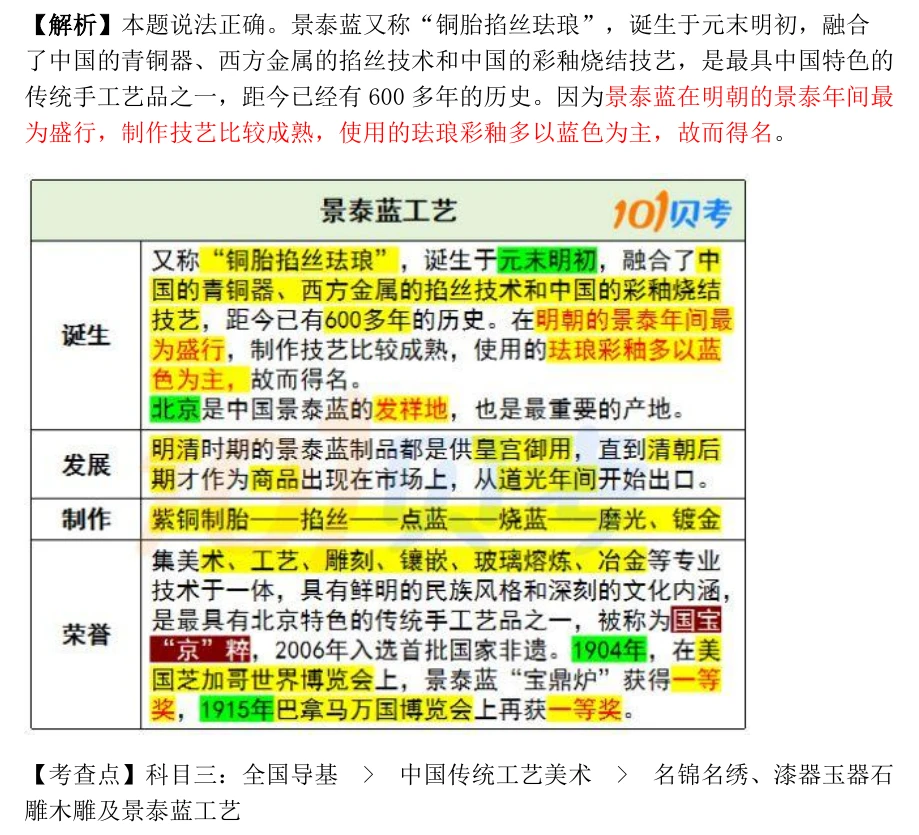 【解析】本题说法正确。景泰蓝又称“铜胎掐丝珐琅”，诞生于元末明初，融合
了中国的青铜器、西方金属的掐丝技术和中国的彩釉烧结技艺，是最具中国特色的
传统手工艺品之一，距今已经有 600 多年的历史。因为景泰蓝在明朝的景泰年间最
为盛行，制作技艺比较成熟，使用的珐琅彩釉多以蓝色为主，故而得名。
景泰蓝工艺
101贝考
诞生
又称“铜胎掐丝珐琅”，诞生于元末明初，融合了中
国的青铜器、西方金属的掐丝技术和中国的彩釉烧结
技艺，距今已有600多年的历史。在明朝的景泰年间最
为盛行，制作技艺比较成熟，使用的珐琅彩釉多以蓝
色为主，故而得名。
北京是中国景泰蓝的发祥地，也是最重要的产地。
发展
明清时期的景泰蓝制品都是供皇宫御用，直到清朝后
期才作为商品出现在市场上，从道光年间开始出口。
制作
紫铜制胎——掐丝——点蓝——烧蓝——磨光、镀金
荣誉
集美术、工艺、雕刻、镶嵌、玻璃熔炼、冶金等专业
技术于一体，具有鲜明的民族风格和深刻的文化内涵，
是最具有北京特色的传统手工艺品之一，被称为国宝
“京”粹，2006年入选首批国家非遗。1904年，在美
国芝加哥世界博览会上，景泰蓝“宝鼎炉”获得一等
奖，1915年巴拿马万国博览会上再获一等奖。
【考查点】科目三：全国导基 > 中国传统工艺美术 > 名锦名绣、漆器玉器石
雕木雕及景泰蓝工艺